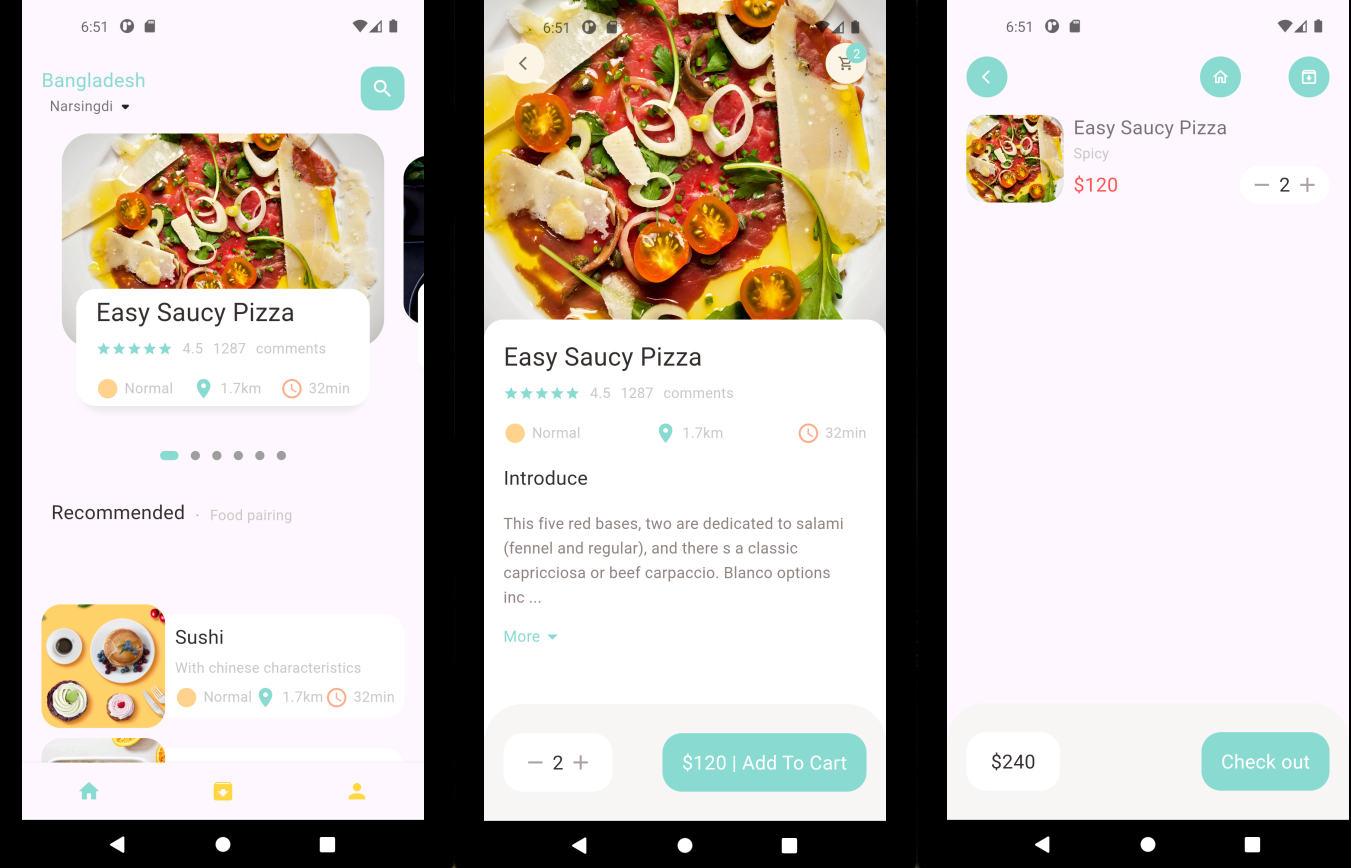 6:51
Bangladesh
Narsingdi
Easy Saucy Pizza
4.5 1287 comments
Normal 1.7km 32min
Recommended · Food pairing
Sushi
With chinese characteristics
Normal 1.7km 32min
6:51
2
Easy Saucy Pizza
4.5 1287 comments
Normal 1.7km 32min
Introduce
This five red bases, two are dedicated to salami
(fennel and regular), and there s a classic
capricciosa or beef carpaccio. Blanco options
inc ...
More
2
$120 | Add To Cart
6:51
Easy Saucy Pizza
Spicy
$120
2
$240
Check out